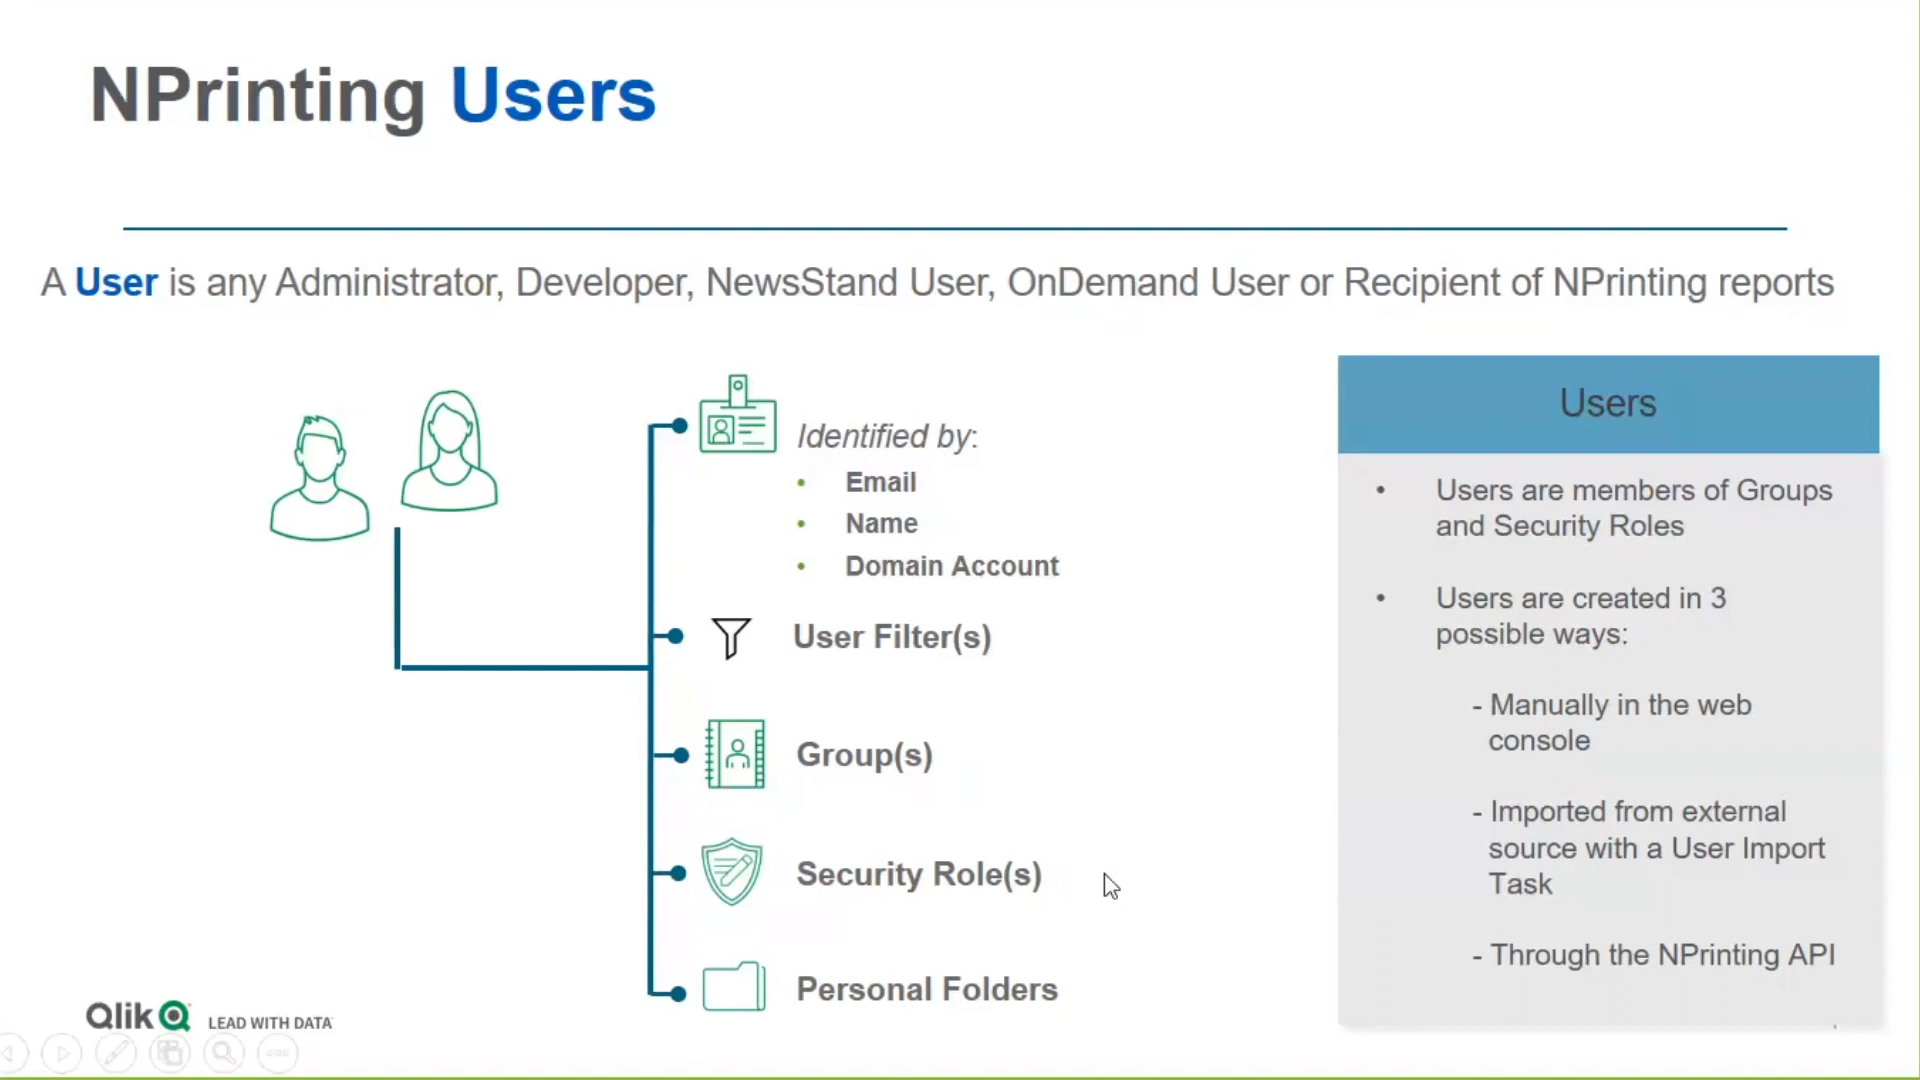 NPrinting Users
A User is any Administrator, Developer, NewsStand User, OnDemand User or Recipient of NPrinting reports
Identified by:
• Email
• Name
• Domain Account
User Filter(s)
Group(s)
Security Role(s)
Personal Folders
Users
• Users are members of Groups
and Security Roles
• Users are created in 3
possible ways:
- Manually in the web
console
- Imported from external
source with a User Import
Task
- Through the NPrinting API
Qlik LEAD WITH DATA